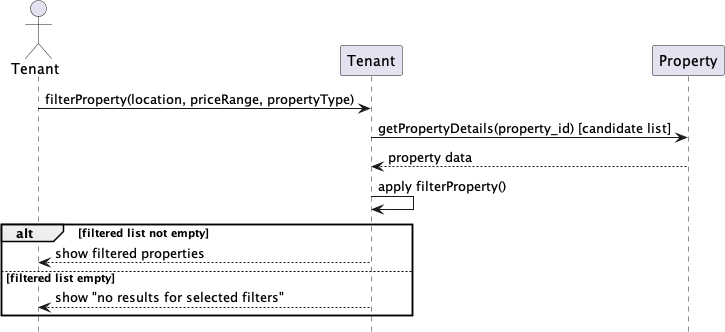 Tenant
Tenant
Property
filterProperty(location, priceRange, propertyType)
getPropertyDetails(property_id) [candidate list]
property data
apply filterProperty()
alt [filtered list not empty]
show filtered properties
[filtered list empty]
show "no results for selected filters"